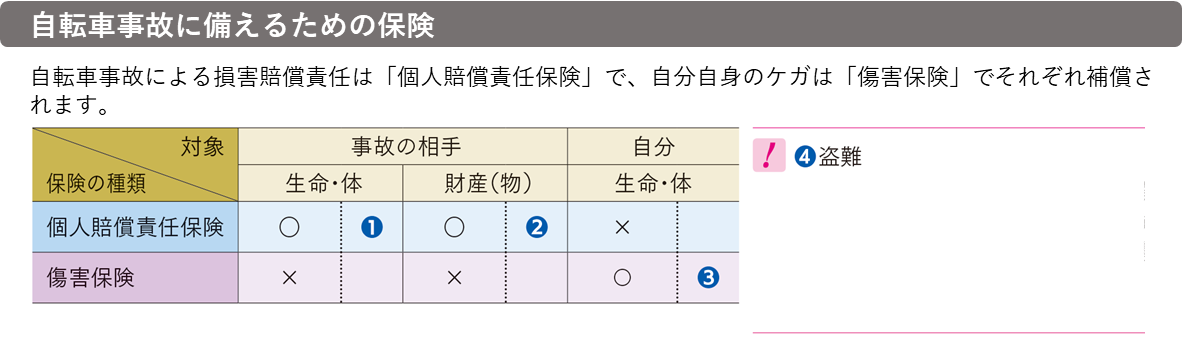 自転車事故に備えるための保険
自転車事故による損害賠償責任は「個人賠償責任保険」で、自分自身のケガは「傷害保険」でそれぞれ補償さ
れます。
対象 事故の相手 自分
保険の種類 生命・体 財産(物) 生命・体
個人賠償責任保険 ○ ❶ ○ ❷ ×
傷害保険 × × ○ ❸
! ❹盗難